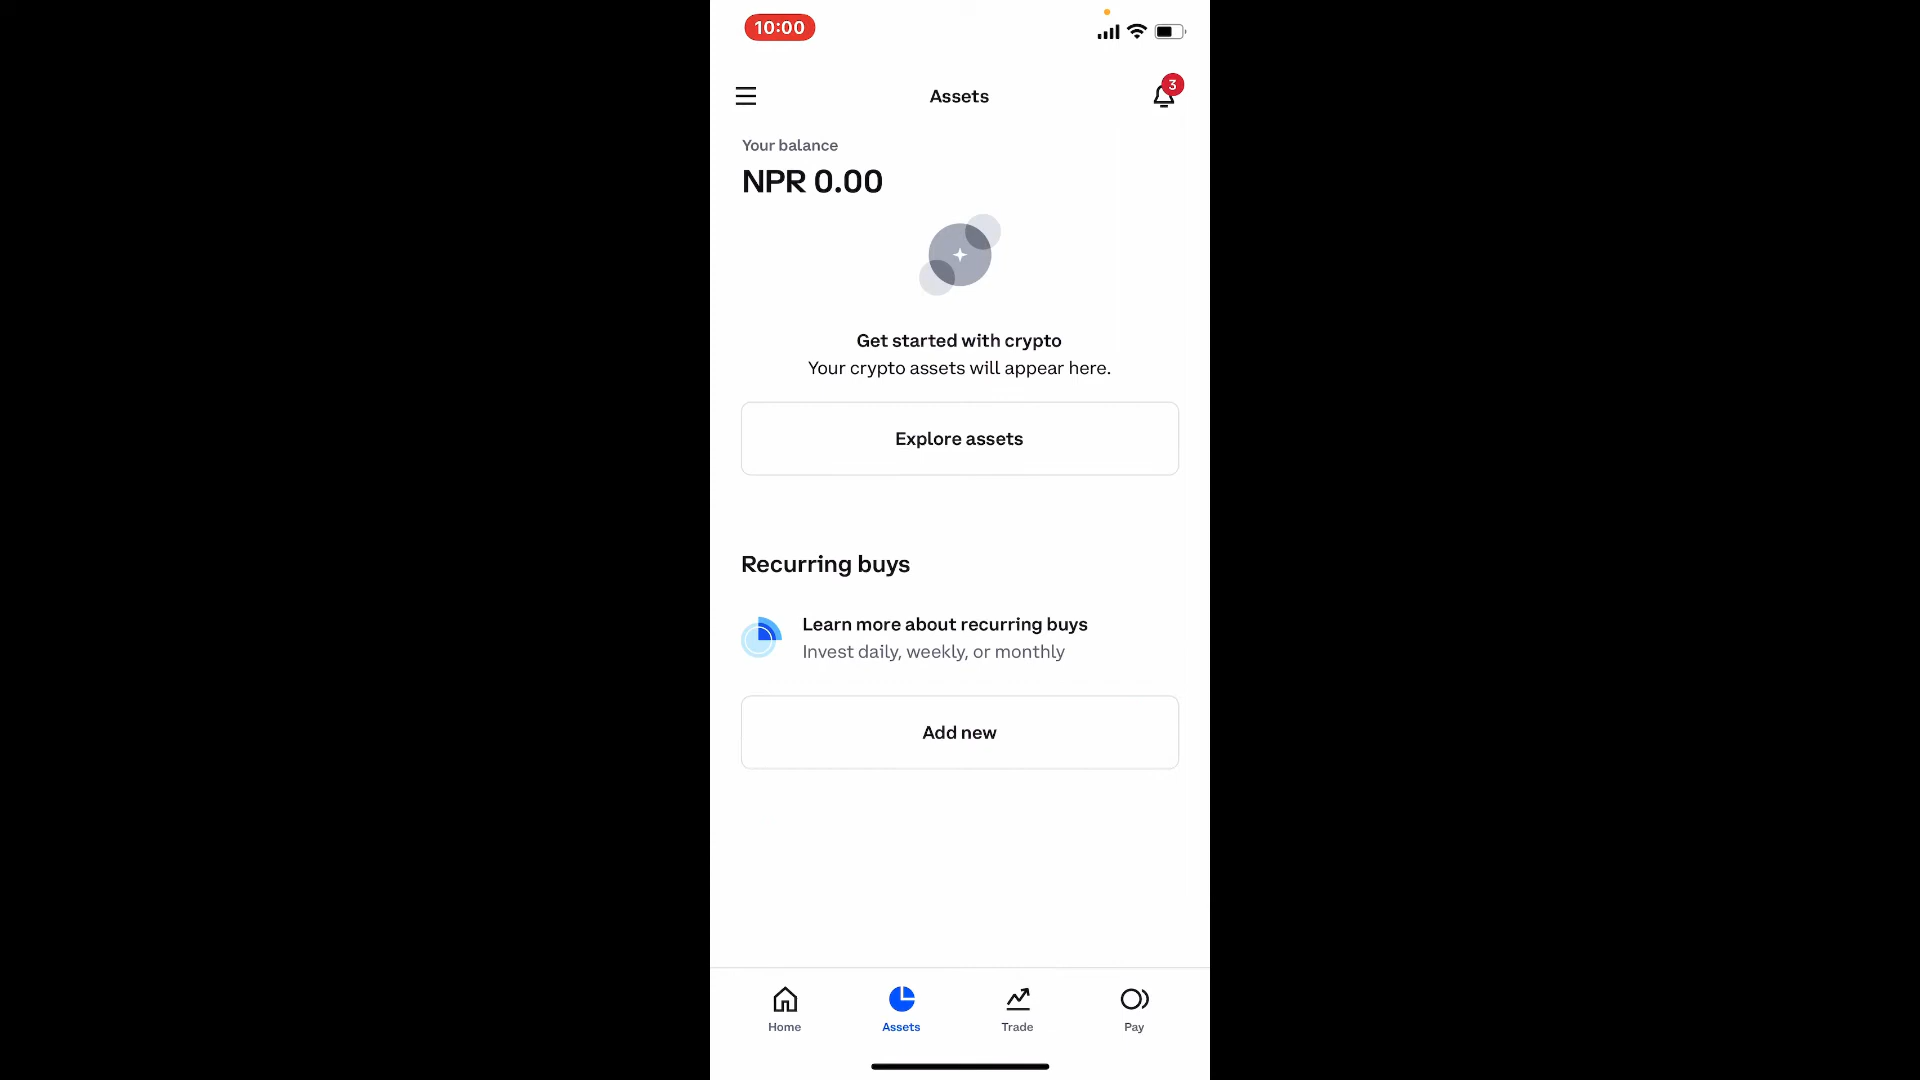 10:00
Assets
3
Your balance
NPR 0.00
Get started with crypto
Your crypto assets will appear here.
Explore assets
Recurring buys
Learn more about recurring buys
Invest daily, weekly, or monthly
Add new
Home
Assets
Trade
Pay